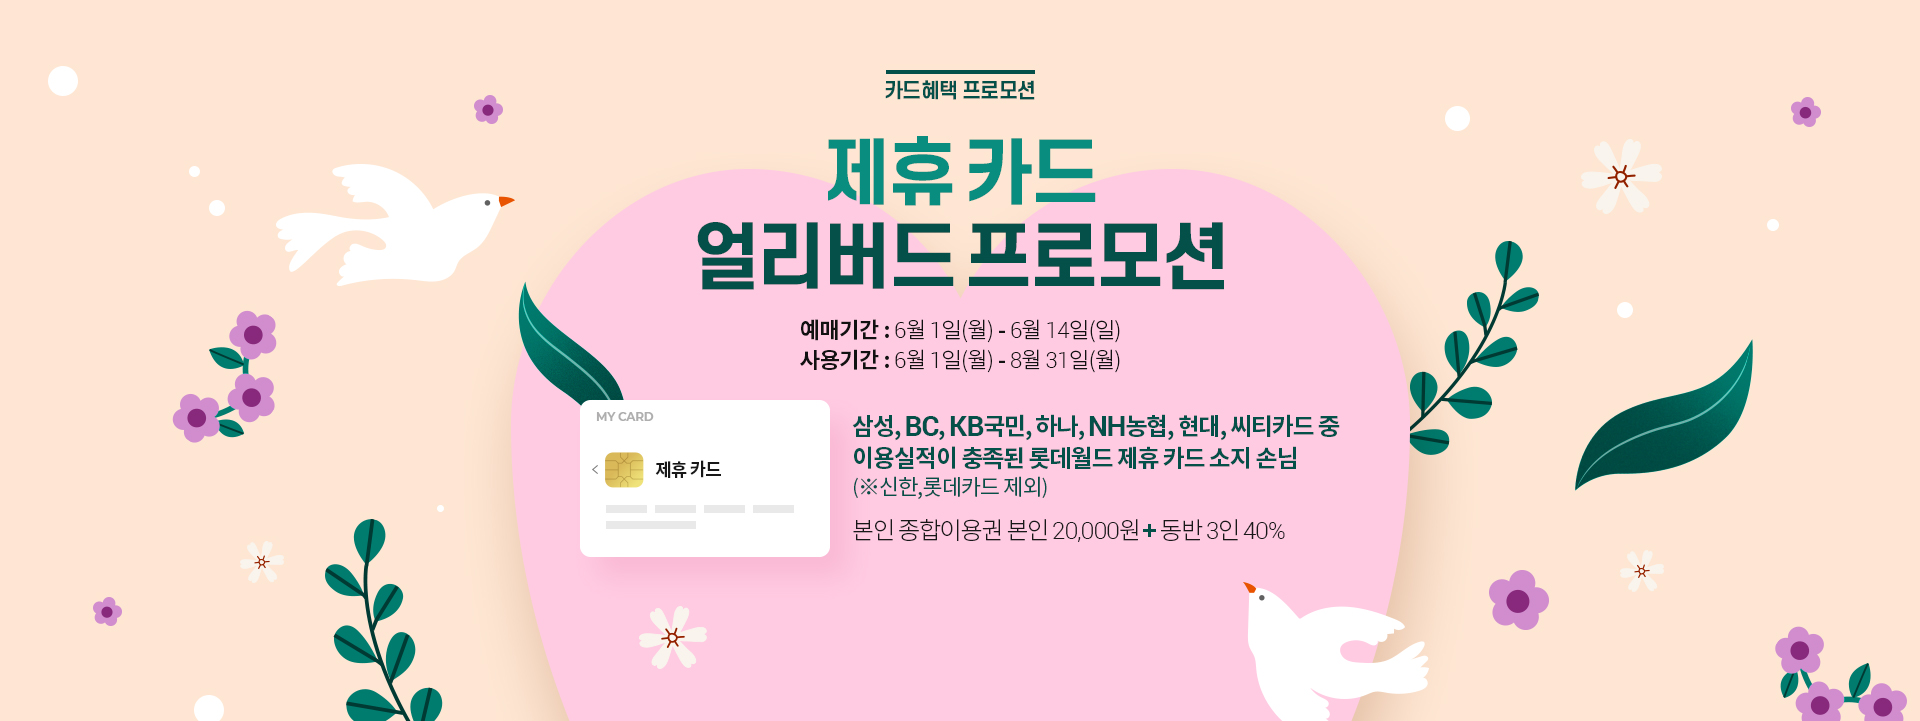 카드혜택 프로모션
제휴 카드
얼리버드 프로모션
예매기간 : 6월 1일(월) - 6월 14일(일)
사용기간 : 6월 1일(월) - 8월 31일(월)
MY CARD
< 제휴 카드
삼성, BC, KB국민, 하나, NH농협, 현대, 씨티카드 중
이용실적이 충족된 롯데월드 제휴 카드 소지 손님
(※신한,롯데카드 제외)
본인 종합이용권 본인 20,000원 + 동반 3인 40%